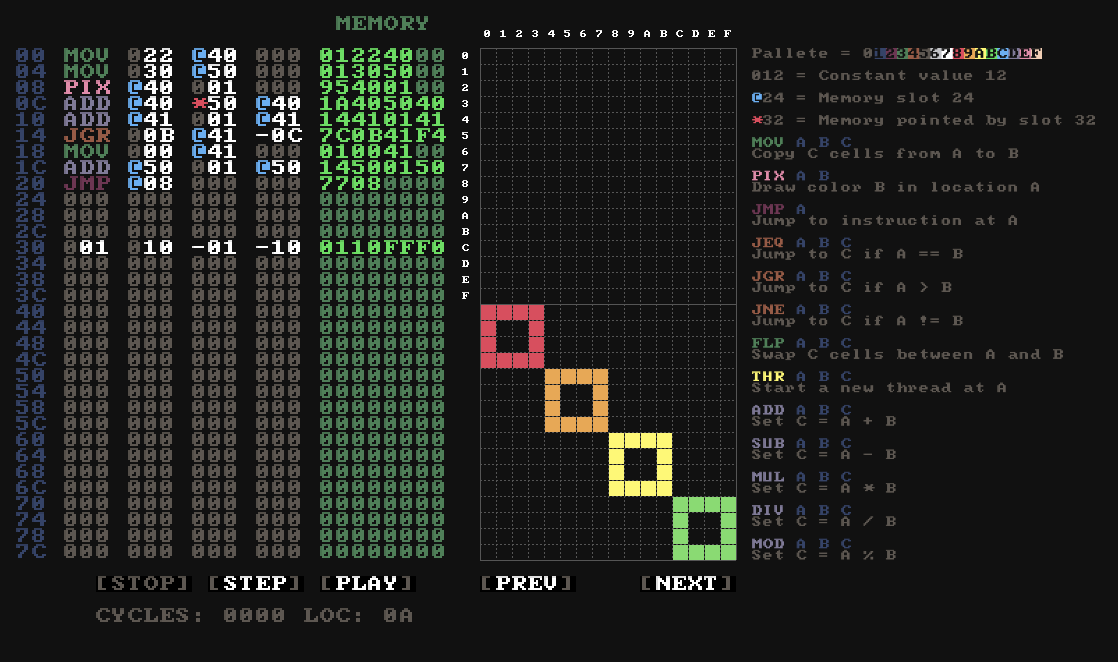 MEMORY
0 1 2 3 4 5 6 7 8 9 A B C D E F
00 MOV 022 @40 000 01224000
04 MOV 030 @50 000 01305000
08 PIX @40 001 000 95400100
0C ADD @40 *50 @40 1A405040
10 ADD @41 001 @41 14410141
14 JGR 00B @41 -0C 7C0B41F4
18 MOV 000 @41 000 01004100
1C ADD @50 001 @50 14500150
20 JMP @08 000 000 77080000
24 000 000 000 000 00000000
28 000 000 000 000 00000000
2C 000 000 000 000 00000000
30 001 010 -01 -10 0110FFF0
34 000 000 000 000 00000000
38 000 000 000 000 00000000
3C 000 000 000 000 00000000
40 000 000 000 000 00000000
44 000 000 000 000 00000000
48 000 000 000 000 00000000
4C 000 000 000 000 00000000
50 000 000 000 000 00000000
54 000 000 000 000 00000000
58 000 000 000 000 00000000
5C 000 000 000 000 00000000
60 000 000 000 000 00000000
64 000 000 000 000 00000000
68 000 000 000 000 00000000
6C 000 000 000 000 00000000
70 000 000 000 000 00000000
74 000 000 000 000 00000000
78 000 000 000 000 00000000
7C 000 000 000 000 00000000
0
1
2
3
4
5
6
7
8
9
A
B
C
D
E
F
Pallete = 0123456789ABCDEF
012 = Constant value 12
@24 = Memory slot 24
*32 = Memory pointed by slot 32
MOV A B C
Copy C cells from A to B
PIX A B
Draw color B in location A
JMP A
Jump to instruction at A
JEQ A B C
Jump to C if A == B
JGR A B C
Jump to C if A > B
JNE A B C
Jump to C if A != B
FLP A B C
Swap C cells between A and B
THR A B C
Start a new thread at A
ADD A B C
Set C = A + B
SUB A B C
Set C = A - B
MUL A B C
Set C = A * B
DIV A B C
Set C = A / B
MOD A B C
Set C = A % B
[STOP] [STEP] [PLAY] [PREV] [NEXT]
CYCLES: 0000 LOC: 0A